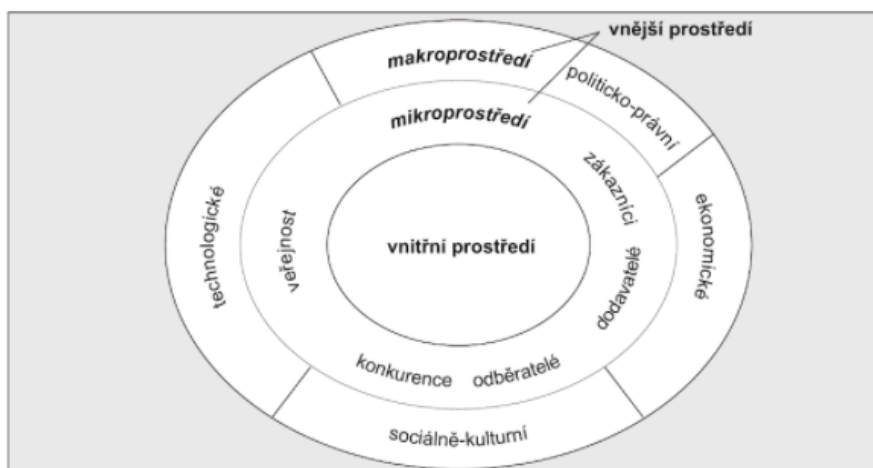 vnější prostředí
makroprostředí
politicko-právní
mikroprostředí
zákazníci
technologické
veřejnost
vnitřní prostředí
ekonomické
dodavatelé
konkurence odběratelé
sociálně-kulturní